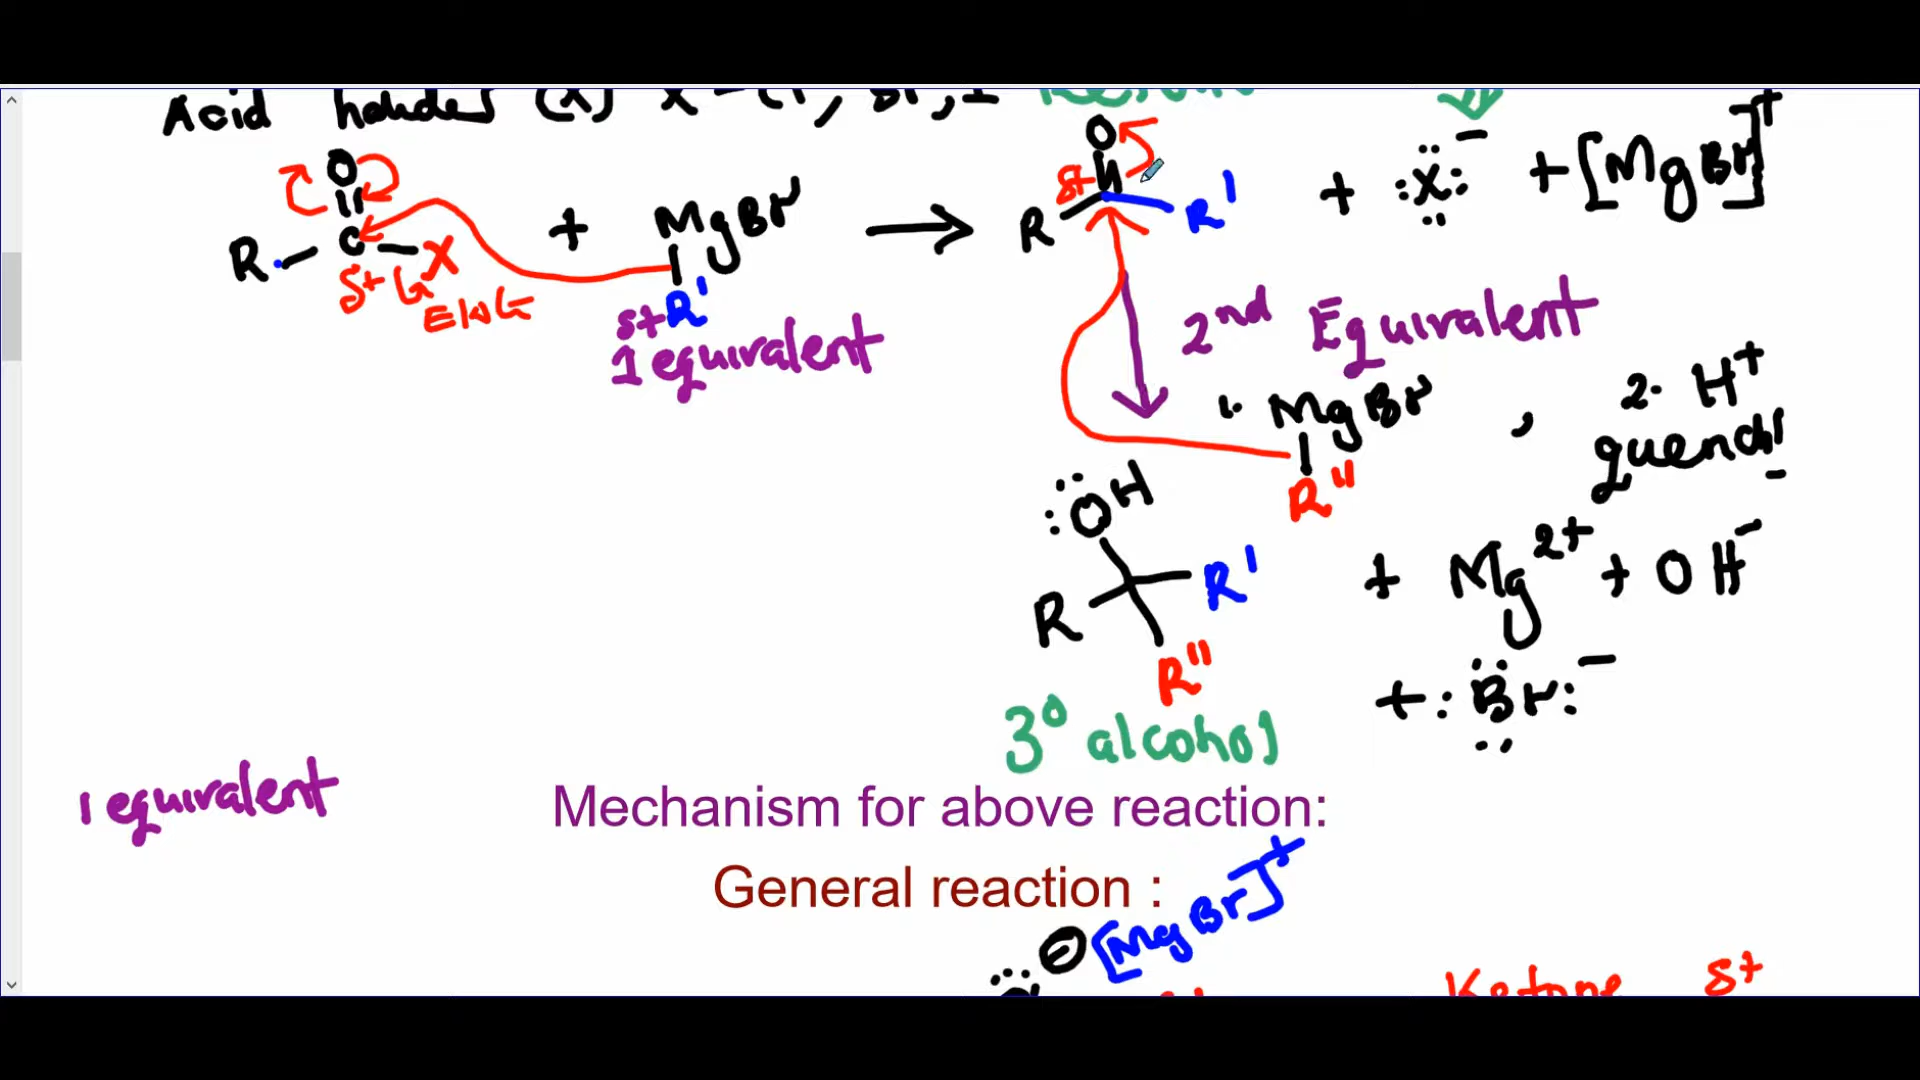 Acid halides (X) X = Cl, Br, I Ketone
O O
δ+ R' + :X:⁻ + [MgBr]⁺
R - C - X + MgBr → R
δ+ LG EWG R'
δ+
1 equivalent
2nd Equivalent
1. MgBr , 2. H⁺
R" quench
:OH
R R' + Mg²⁺ + OH⁻
R" + :Br:⁻
3° alcohol
1 equivalent Mechanism for above reaction:
General reaction :
⊖ [MgBr]⁺
Ketone δ+